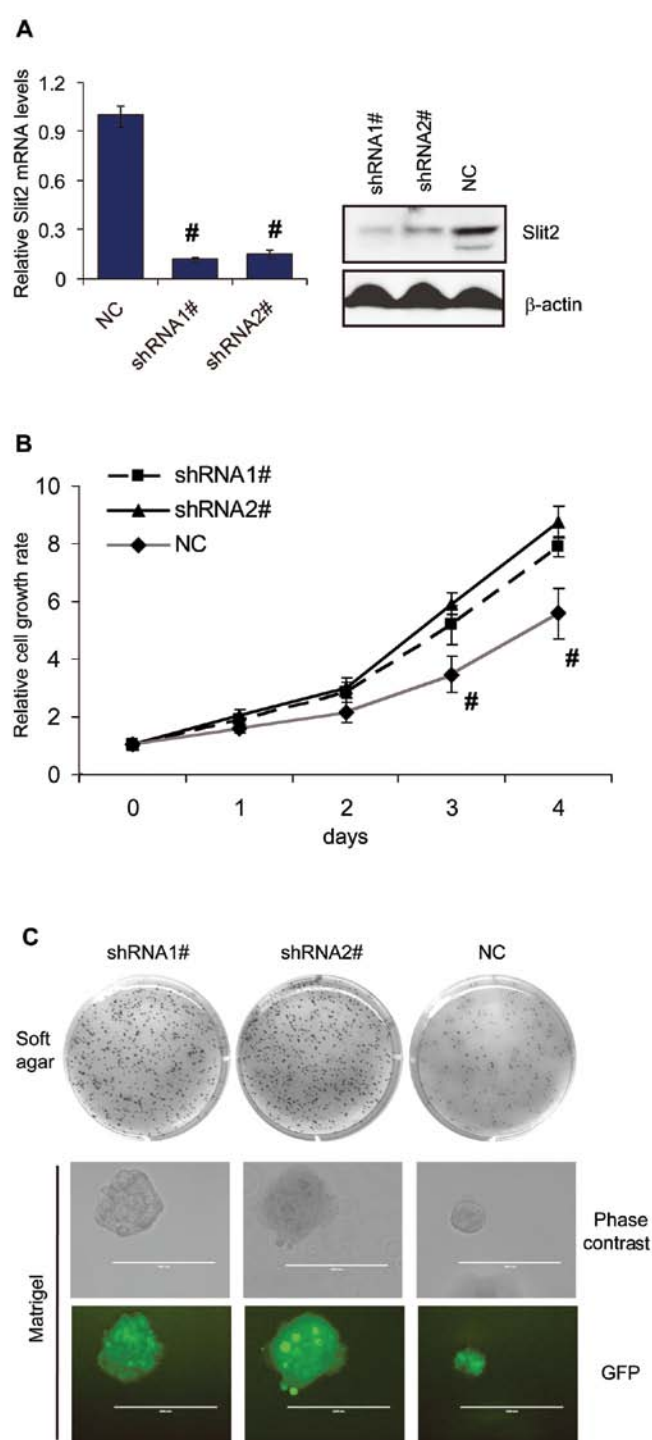 A
Relative Slit2 mRNA levels
1.2
0.9
0.6
0.3
0
#
#
NC
shRNA1#
shRNA2#
shRNA1#
shRNA2#
NC
Slit2
β-actin
B
shRNA1#
shRNA2#
NC
Relative cell growth rate
10
8
6
4
2
0
#
#
0 1 2 3 4
days
C
shRNA1# shRNA2# NC
Soft
agar
Matrigel
Phase
contrast
GFP